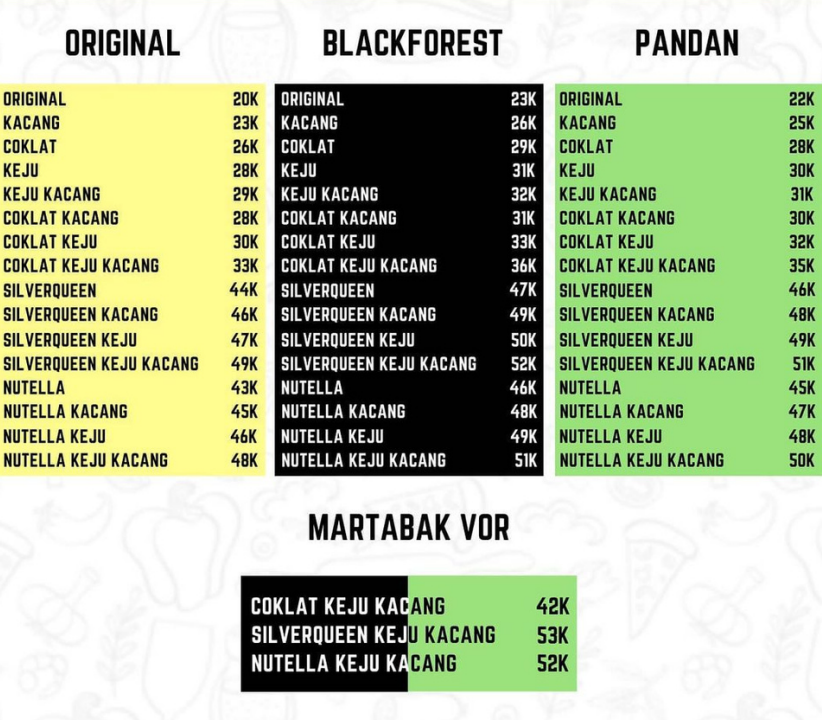 ORIGINAL
ORIGINAL 20K
KACANG 23K
COKLAT 26K
KEJU 28K
KEJU KACANG 29K
COKLAT KACANG 28K
COKLAT KEJU 30K
COKLAT KEJU KACANG 33K
SILVERQUEEN 44K
SILVERQUEEN KACANG 46K
SILVERQUEEN KEJU 47K
SILVERQUEEN KEJU KACANG 49K
NUTELLA 43K
NUTELLA KACANG 45K
NUTELLA KEJU 46K
NUTELLA KEJU KACANG 48K
BLACKFOREST
ORIGINAL 23K
KACANG 26K
COKLAT 29K
KEJU 31K
KEJU KACANG 32K
COKLAT KACANG 31K
COKLAT KEJU 33K
COKLAT KEJU KACANG 36K
SILVERQUEEN 47K
SILVERQUEEN KACANG 49K
SILVERQUEEN KEJU 50K
SILVERQUEEN KEJU KACANG 52K
NUTELLA 46K
NUTELLA KACANG 48K
NUTELLA KEJU 49K
NUTELLA KEJU KACANG 51K
PANDAN
ORIGINAL 22K
KACANG 25K
COKLAT 28K
KEJU 30K
KEJU KACANG 31K
COKLAT KACANG 30K
COKLAT KEJU 32K
COKLAT KEJU KACANG 35K
SILVERQUEEN 46K
SILVERQUEEN KACANG 48K
SILVERQUEEN KEJU 49K
SILVERQUEEN KEJU KACANG 51K
NUTELLA 45K
NUTELLA KACANG 47K
NUTELLA KEJU 48K
NUTELLA KEJU KACANG 50K
MARTABAK VOR
COKLAT KEJU KACANG 42K
SILVERQUEEN KEJU KACANG 53K
NUTELLA KEJU KACANG 52K